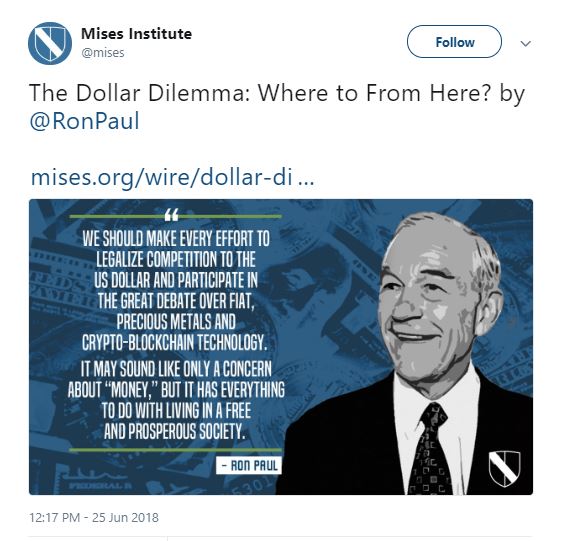 Mises Institute
@mises
Follow
The Dollar Dilemma: Where to From Here? by
@RonPaul
mises.org/wire/dollar-di ...
“
WE SHOULD MAKE EVERY EFFORT TO
LEGALIZE COMPETITION TO THE
US DOLLAR AND PARTICIPATE IN
THE GREAT DEBATE OVER FIAT,
PRECIOUS METALS AND
CRYPTO-BLOCKCHAIN TECHNOLOGY.
IT MAY SOUND LIKE ONLY A CONCERN
ABOUT “MONEY,” BUT IT HAS EVERYTHING
TO DO WITH LIVING IN A FREE
AND PROSPEROUS SOCIETY.
- RON PAUL
12:17 PM - 25 Jun 2018